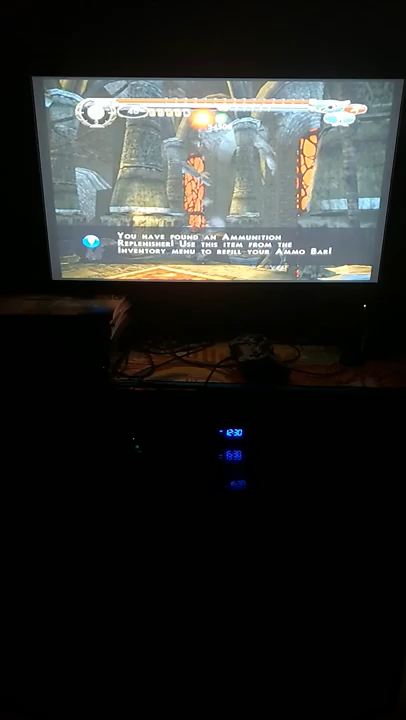 You have found an Ammunition
Replenisher! Use this item from the
Inventory menu to refill your Ammo Bar!
12:30